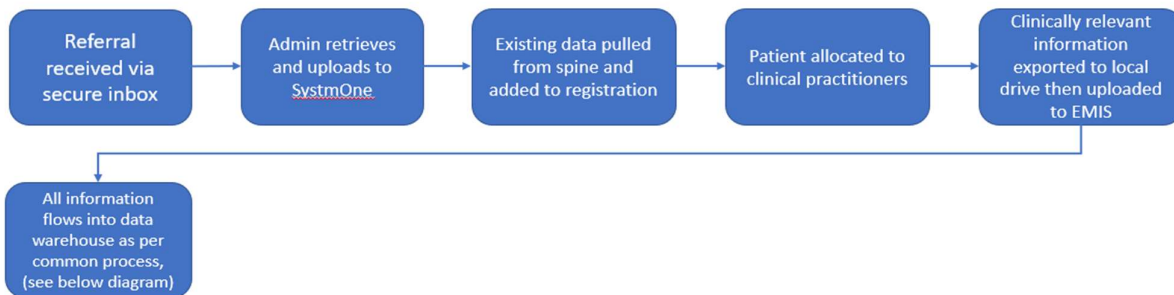 Referral
received via
secure inbox
Admin retrieves
and uploads to
SystmOne
Existing data pulled
from spine and
added to registration
Patient allocated to
clinical practitioners
Clinically relevant
information
exported to local
drive then uploaded
to EMIS
All information
flows into data
warehouse as per
common process,
(see below diagram)